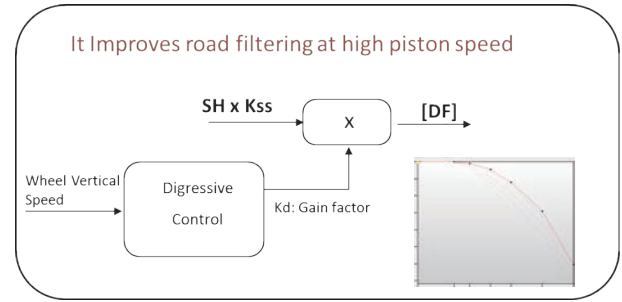 It Improves road filtering at high piston speed
SH x Kss
X
[DF]
Wheel Vertical
Speed
Digressive
Control
Kd: Gain factor